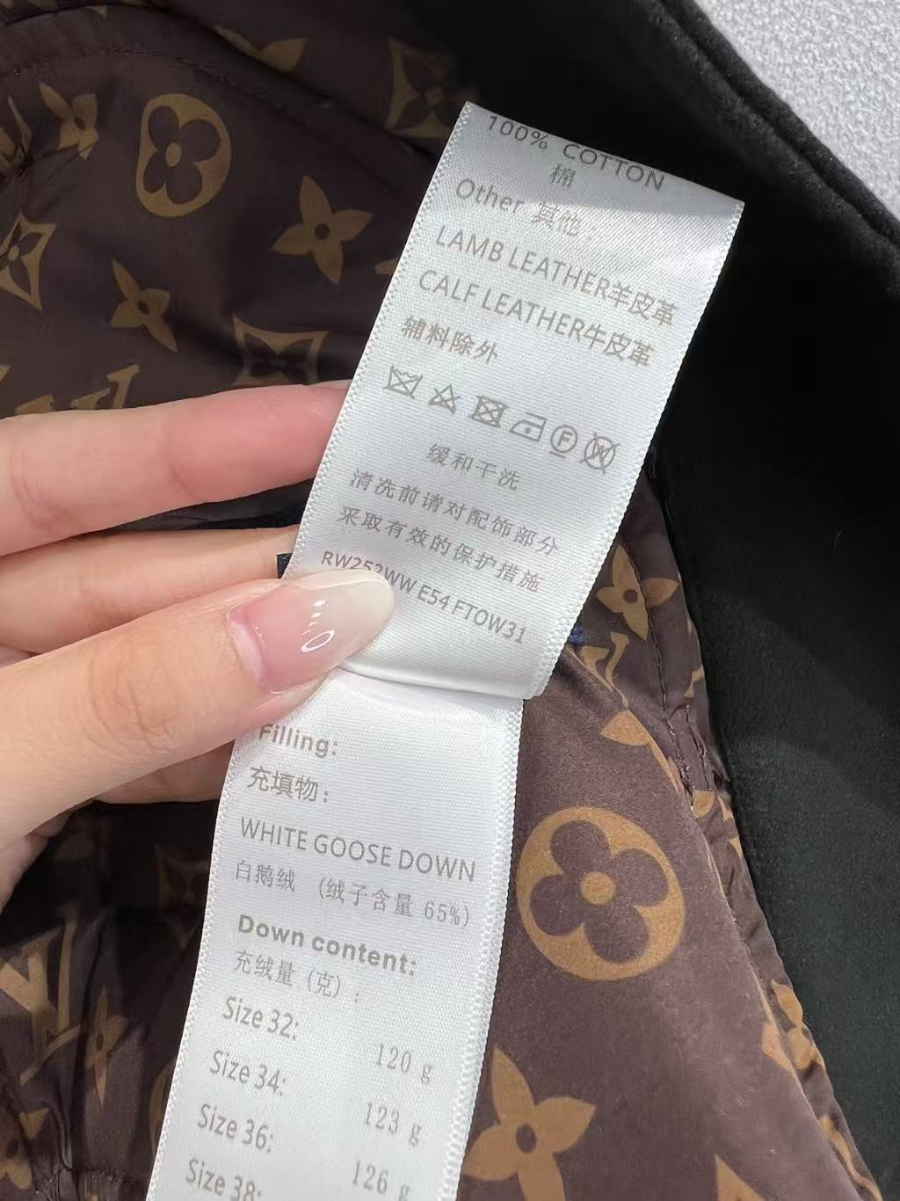 100% COTTON
棉
Other 其他:
LAMB LEATHER羊皮革
CALF LEATHER牛皮革
辅料除外
F
W
缓和干洗
清洗前请对配饰部分
采取有效的保护措施
RW252WW E54 FTOW31
Filling:
充填物:
WHITE GOOSE DOWN
白鹅绒 (绒子含量 65%)
Down content:
充绒量 (克):
Size 32:
120 g
Size 34:
123 g
Size 36:
126 g
Size 38: